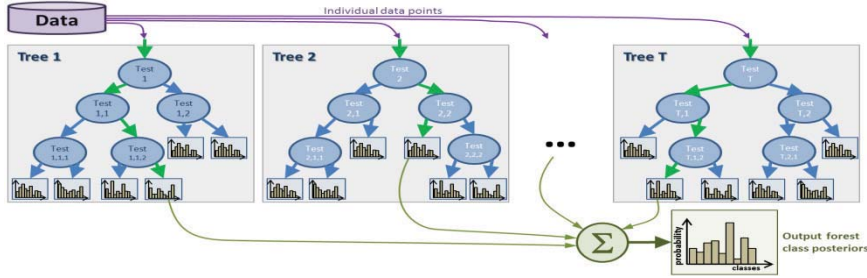 Data
Individual data points
Tree 1
Tree 2
Tree T
Test
1
Test
2
Test
T
Test
1,1
Test
1,2
Test
2,1
Test
2,2
Test
T,1
Test
T,2
Test
1,1,1
Test
1,1,2
Test
2,1,1
Test
2,2,2
Test
T,1,2
Test
T,2,1
...
Σ
probability
classes
Output forest
class posteriors